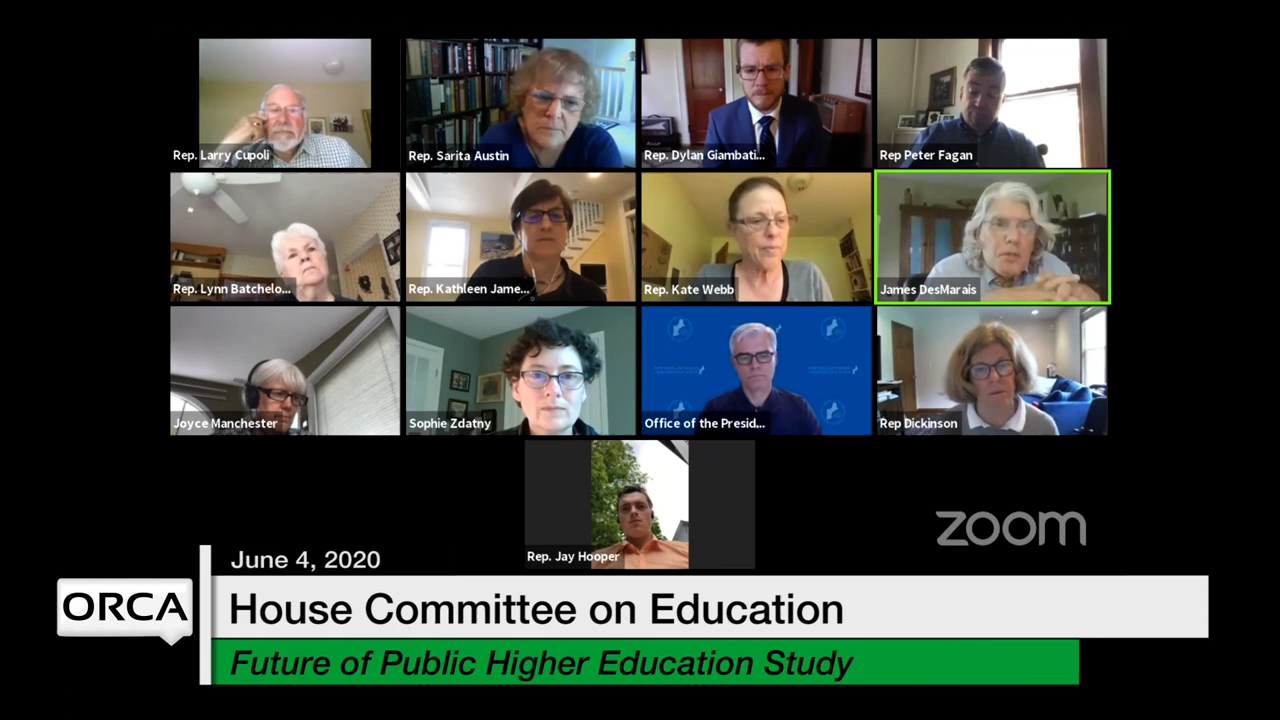 Rep. Larry Cupoli
Rep. Sarita Austin
Rep. Dylan Giambati...
Rep Peter Fagan
Rep. Lynn Batchelo...
Rep. Kathleen Jame...
Rep. Kate Webb
James DesMarais
Joyce Manchester
Sophie Zdatny
Office of the Presid...
Rep Dickinson
Rep. Jay Hooper
zoom
June 4, 2020
ORCA
House Committee on Education
Future of Public Higher Education Study